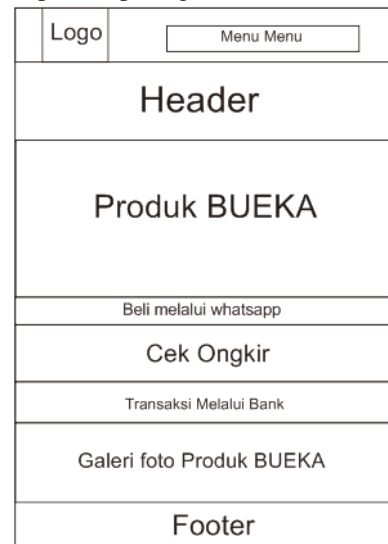 Logo
Menu Menu
Header
Produk BUEKA
Beli melalui whatsapp
Cek Ongkir
Transaksi Melalui Bank
Galeri foto Produk BUEKA
Footer